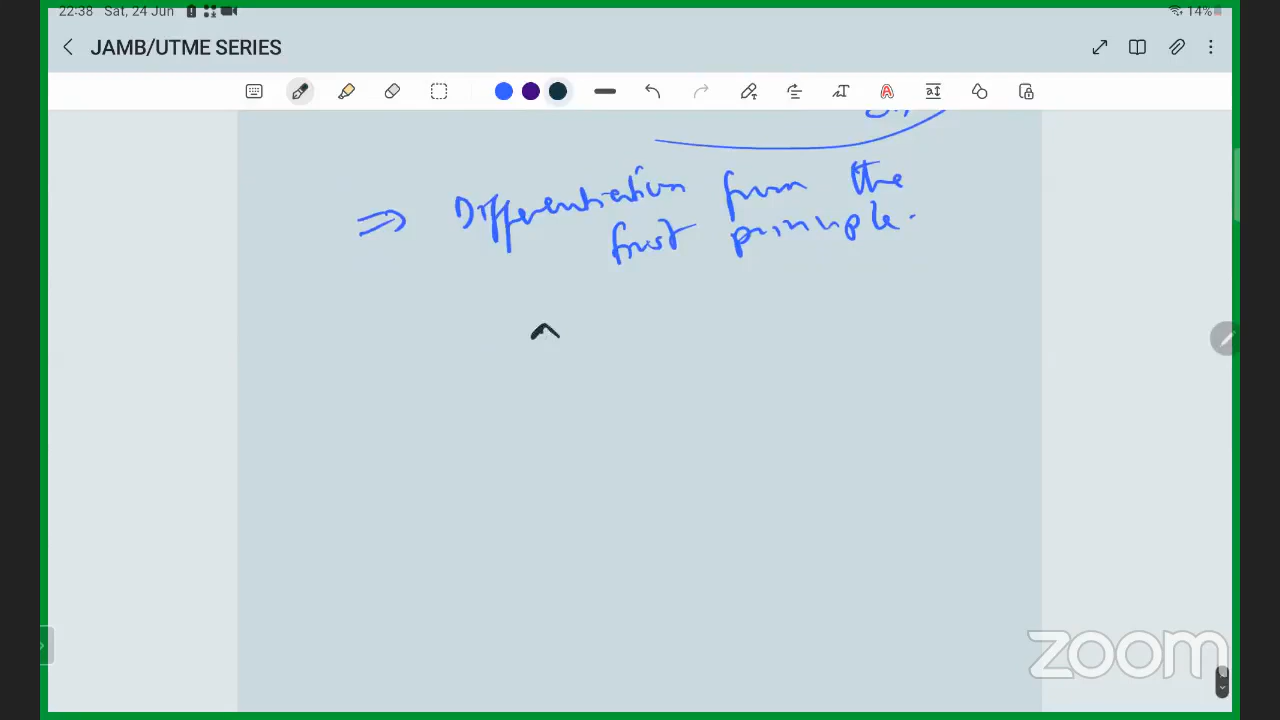 22:38 Sat, 24 Jun
14%
JAMB/UTME SERIES
⇒ Differentiation from the
first principle.
zoom